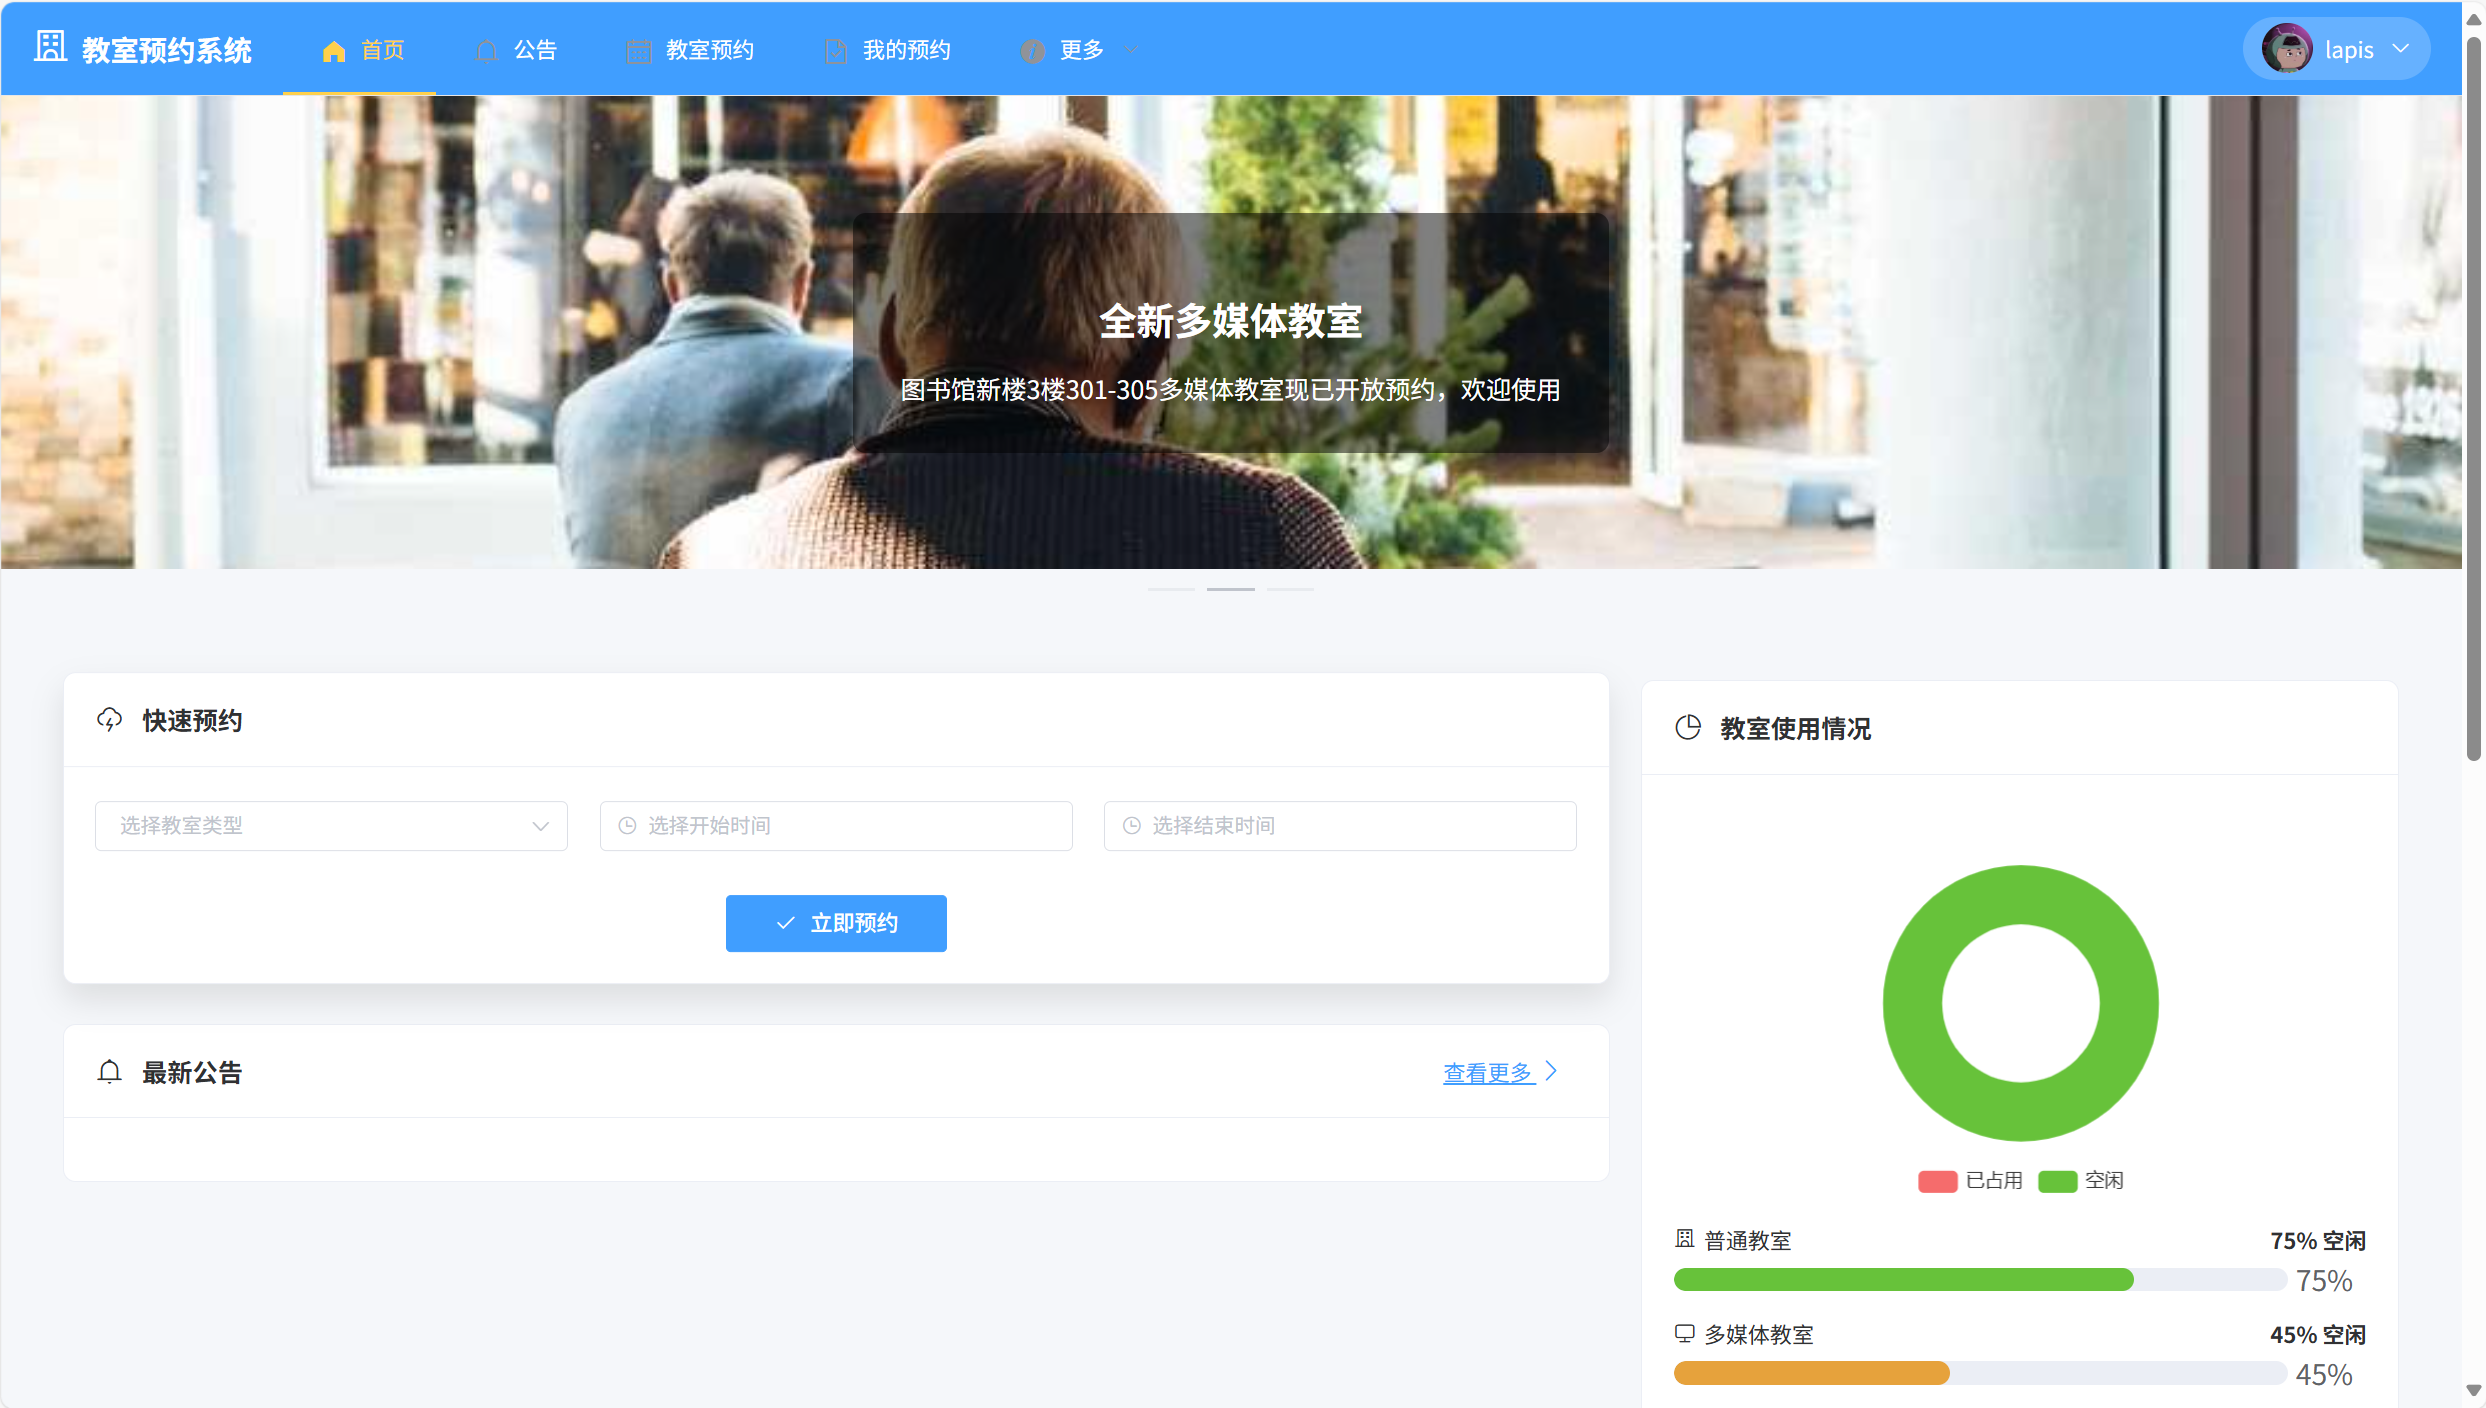 教室预约系统
首页
公告
教室预约
我的预约
更多
lapis
全新多媒体教室
图书馆新楼3楼301-305多媒体教室现已开放预约，欢迎使用
快速预约
选择教室类型
选择开始时间
选择结束时间
立即预约
最新公告
查看更多
教室使用情况
已占用
空闲
普通教室
75% 空闲
75%
多媒体教室
45% 空闲
45%